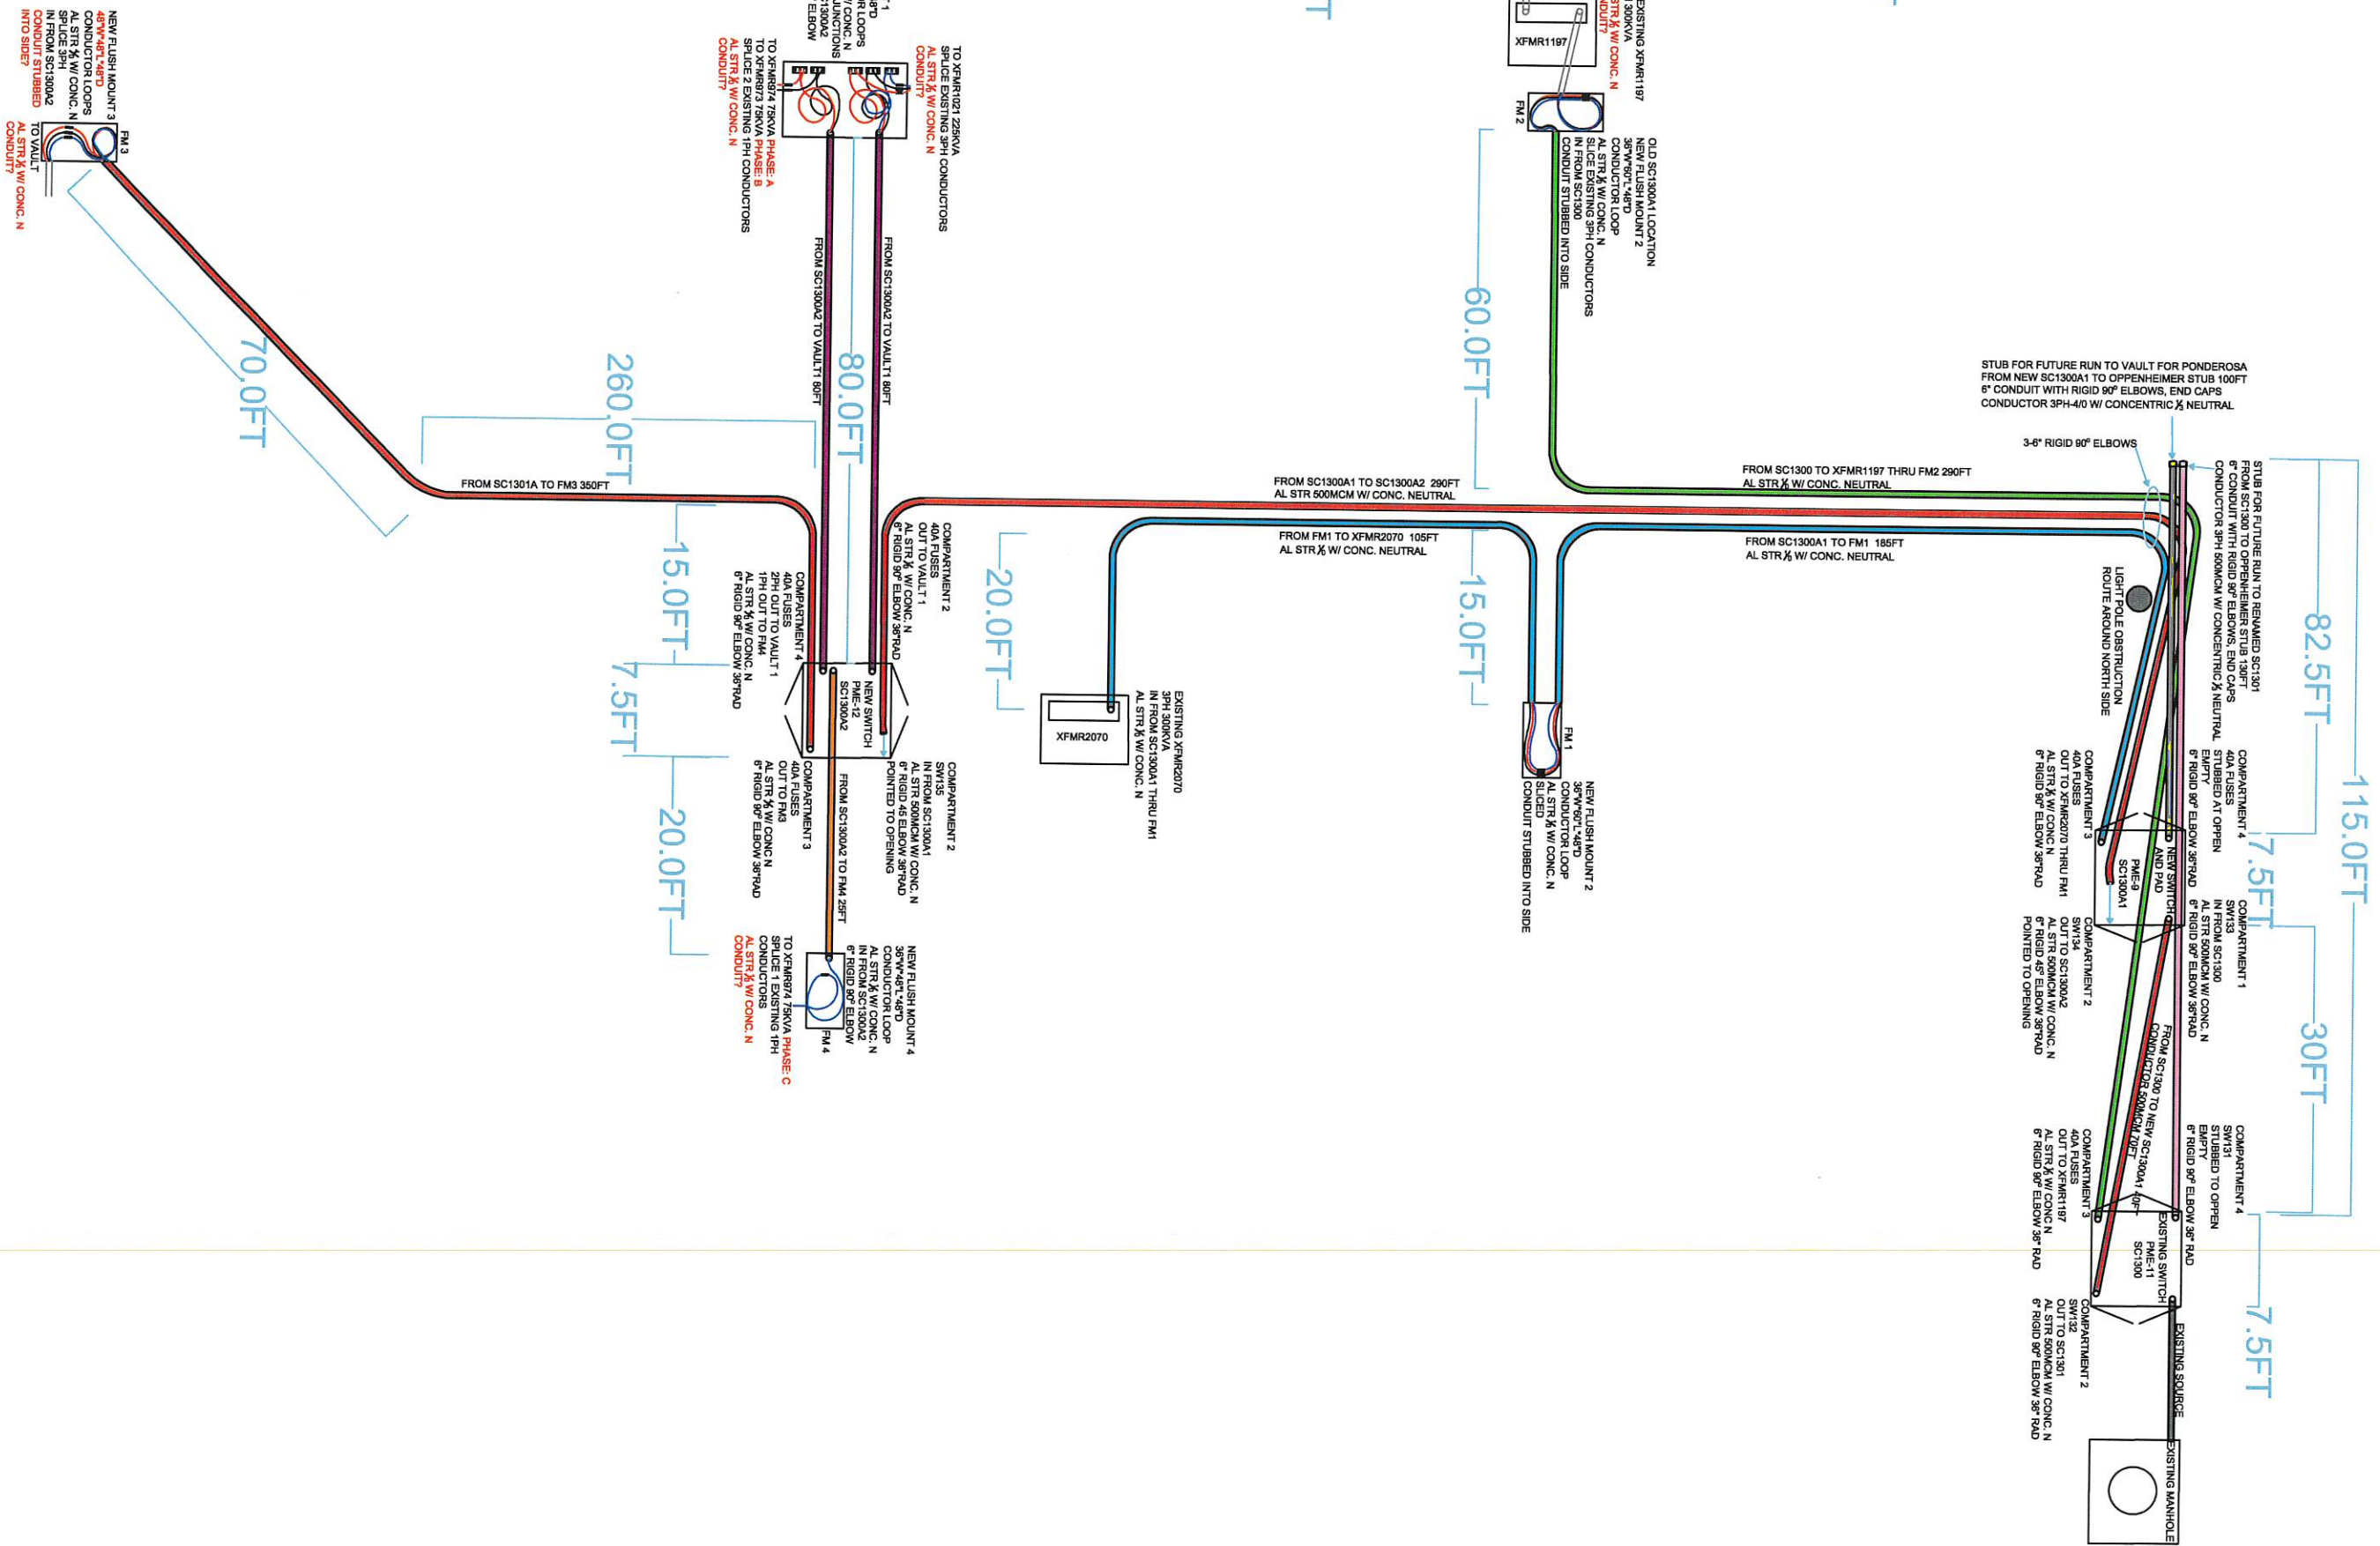 EXISTING XFMR1197
300KVA
STR ⅓ W/ CONC. N
XFMR1197
FM 2
OLD SC1300A1 LOCATION
NEW FLUSH MOUNT 2
36"W*60"L*48"D
CONDUCTOR LOOP
AL STR ⅓ W/ CONC. N
SLICE EXISTING 3PH CONDUCTORS
IN FROM SC1300
CONDUIT STUBBED INTO SIDE
60.0FT
STUB FOR FUTURE RUN TO VAULT FOR PONDEROSA
FROM NEW SC1300A1 TO OPPENHEIMER STUB 100FT
6" CONDUIT WITH RIGID 90º ELBOWS, END CAPS
CONDUCTOR 3PH-4/0 W/ CONCENTRIC ⅓ NEUTRAL
3-6" RIGID 90º ELBOWS
STUB FOR FUTURE RUN TO RENAMED SC1301
FROM SC1300 TO OPPENHEIMER STUB 130FT
6" CONDUIT WITH RIGID 90º ELBOWS, END CAPS
CONDUCTOR 3PH 500MCM W/ CONCENTRIC ⅓ NEUTRAL
82.5FT
115.0FT
7.5FT
30FT
7.5FT
FROM SC1300 TO XFMR1197 THRU FM2 290FT
AL STR ⅓ W/ CONC. NEUTRAL
FROM SC1300A1 TO SC1300A2 290FT
AL STR 500MCM W/ CONC. NEUTRAL
FROM FM1 TO XFMR2070 105FT
AL STR ⅓ W/ CONC. NEUTRAL
FROM SC1300A1 TO FM1 185FT
AL STR ⅓ W/ CONC. NEUTRAL
LIGHT POLE OBSTRUCTION
ROUTE AROUND NORTH SIDE
COMPARTMENT 4
40A FUSES
STUBBED AT OPPEN
EMPTY
6" RIGID 90º ELBOW 36"RAD
COMPARTMENT 3
40A FUSES
OUT TO XFMR2070 THRU FM1
AL STR ⅓ W/ CONC N
6" RIGID 90º ELBOW 36"RAD
NEW SWITCH
AND PAD
PME-9
SC1300A1
COMPARTMENT 1
SW133
IN FROM SC1300
AL STR 500MCM W/ CONC. N
6" RIGID 90º ELBOW 36"RAD
COMPARTMENT 2
SW134
OUT TO SC1300A2
AL STR 500MCM W/ CONC. N
6" RIGID 45º ELBOW 36"RAD
POINTED TO OPENING
FROM SC1300 TO NEW SC1300A1 40FT
CONDUCTOR 500MCM 70FT
COMPARTMENT 4
SW131
STUBBED TO OPPEN
EMPTY
6" RIGID 90º ELBOW 36" RAD
COMPARTMENT 3
40A FUSES
OUT TO XFMR1197
AL STR ⅓ W/ CONC N
6" RIGID 90º ELBOW 36" RAD
EXISTING SWITCH
PME-11
SC1300
COMPARTMENT 2
SW132
OUT TO SC1301
AL STR 500MCM W/ CONC. N
6" RIGID 90º ELBOW 36" RAD
EXISTING SOURCE
EXISTING MANHOLE
FM 1
NEW FLUSH MOUNT 2
36"W*60"L*48"D
CONDUCTOR LOOP
AL STR ⅓ W/ CONC. N
SLICED
CONDUIT STUBBED INTO SIDE
15.0FT
20.0FT
XFMR2070
EXISTING XFMR2070
3PH 300KVA
IN FROM SC1300A1 THRU FM1
AL STR ⅓ W/ CONC. N
TO XFMR1021 225KVA
SPLICE EXISTING 3PH CONDUCTORS
AL STR ⅓ W/ CONC. N
CONDUIT?
TO XFMR974 75KVA PHASE: A
TO XFMR973 75KVA PHASE: B
SPLICE 2 EXISTING 1PH CONDUCTORS
AL STR ⅓ W/ CONC. N
CONDUIT?
FROM SC1300A2 TO VAULT1 80FT
FROM SC1300A2 TO VAULT1 80FT
80.0FT
260.0FT
70.0FT
15.0FT
7.5FT
20.0FT
FROM SC1301A TO FM3 350FT
NEW FLUSH MOUNT 3
48"W*48"L*48"D
CONDUCTOR LOOPS
AL STR ⅓ W/ CONC. N
SPLICE 3PH
IN FROM SC1300A2
CONDUIT STUBBED
INTO SIDE?
FM 3
TO VAULT
AL STR ⅓ W/ CONC. N
CONDUIT?
COMPARTMENT 2
40A FUSES
OUT TO VAULT 1
AL STR ⅓ W/ CONC. N
6" RIGID 90º ELBOW 36"RAD
COMPARTMENT 4
40A FUSES
2PH OUT TO VAULT 1
1PH OUT TO FM4
AL STR ⅓ W/ CONC. N
6" RIGID 90º ELBOW 36"RAD
NEW SWITCH
PME-12
SC1300A2
COMPARTMENT 2
SW135
IN FROM SC1300A1
AL STR 500MCM W/ CONC. N
6" RIGID 45 ELBOW 36"RAD
POINTED TO OPENING
COMPARTMENT 3
40A FUSES
OUT TO FM3
AL STR ⅓ W/ CONC N
6" RIGID 90º ELBOW 36"RAD
FROM SC1300A2 TO FM4 25FT
NEW FLUSH MOUNT 4
36"W*48"L*48"D
CONDUCTOR LOOP
AL STR ⅓ W/ CONC. N
IN FROM SC1300A2
6" RIGID 90º ELBOW
FM 4
TO XFMR974 75KVA PHASE: C
SPLICE 1 EXISTING 1PH
CONDUCTORS
AL STR ⅓ W/ CONC. N
CONDUIT?